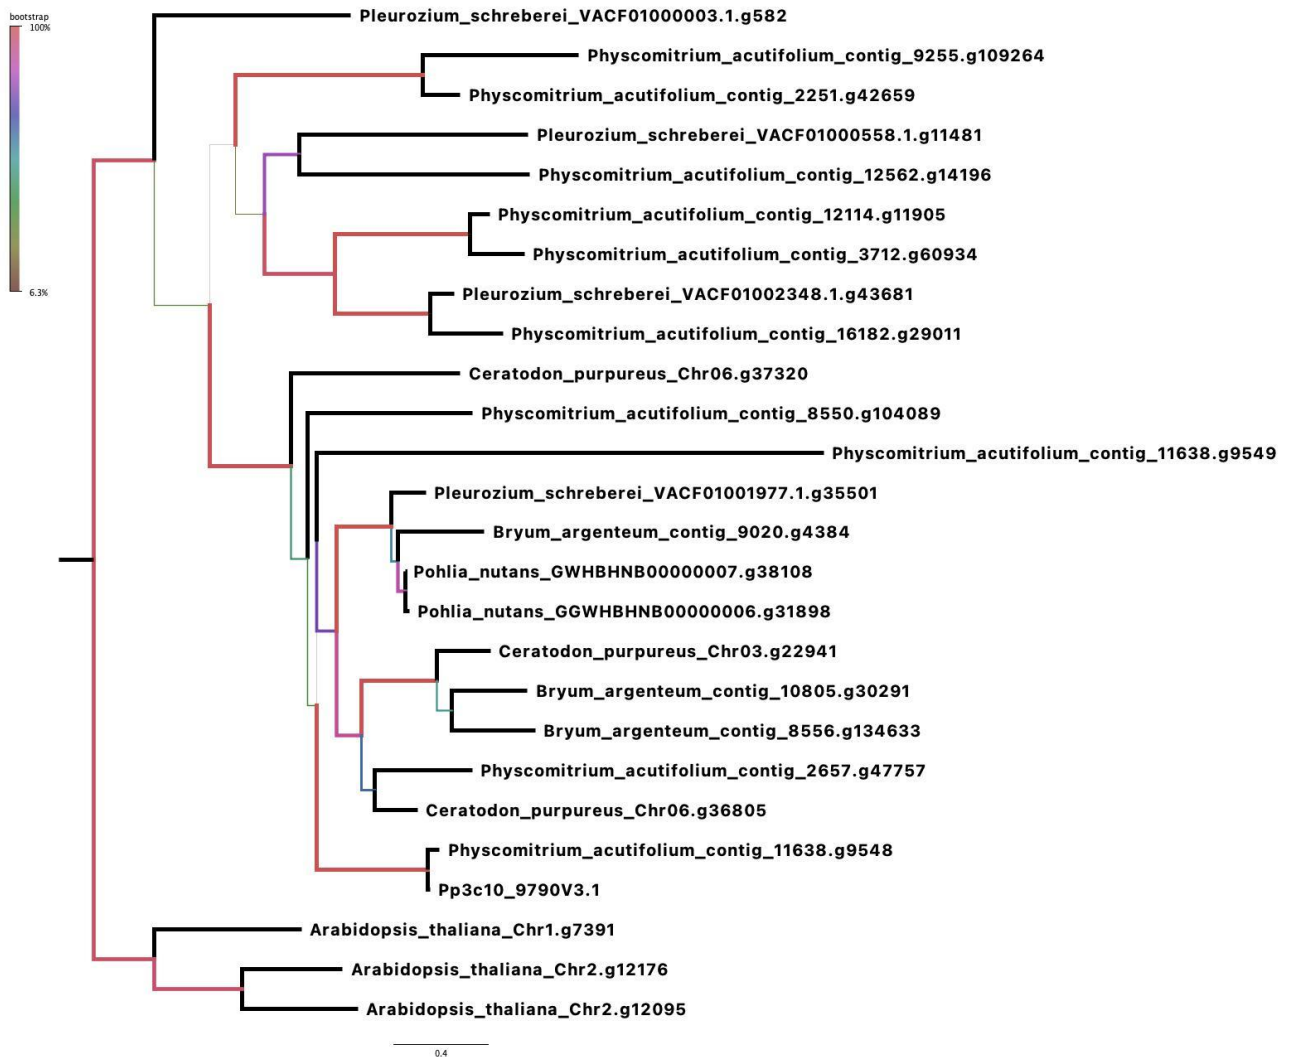 bootstrap
100%
6.3%
Pleurozium_schreberei_VACF01000003.1.g582
Physcomitrium_acutifolium_contig_9255.g109264
Physcomitrium_acutifolium_contig_2251.g42659
Pleurozium_schreberei_VACF01000558.1.g11481
Physcomitrium_acutifolium_contig_12562.g14196
Physcomitrium_acutifolium_contig_12114.g11905
Physcomitrium_acutifolium_contig_3712.g60934
Pleurozium_schreberei_VACF01002348.1.g43681
Physcomitrium_acutifolium_contig_16182.g29011
Ceratodon_purpureus_Chr06.g37320
Physcomitrium_acutifolium_contig_8550.g104089
Physcomitrium_acutifolium_contig_11638.g9549
Pleurozium_schreberei_VACF01001977.1.g35501
Bryum_argenteum_contig_9020.g4384
Pohlia_nutans_GWHBHNB00000007.g38108
Pohlia_nutans_GGWHBHNB00000006.g31898
Ceratodon_purpureus_Chr03.g22941
Bryum_argenteum_contig_10805.g30291
Bryum_argenteum_contig_8556.g134633
Physcomitrium_acutifolium_contig_2657.g47757
Ceratodon_purpureus_Chr06.g36805
Physcomitrium_acutifolium_contig_11638.g9548
Pp3c10_9790V3.1
Arabidopsis_thaliana_Chr1.g7391
Arabidopsis_thaliana_Chr2.g12176
Arabidopsis_thaliana_Chr2.g12095
0.4